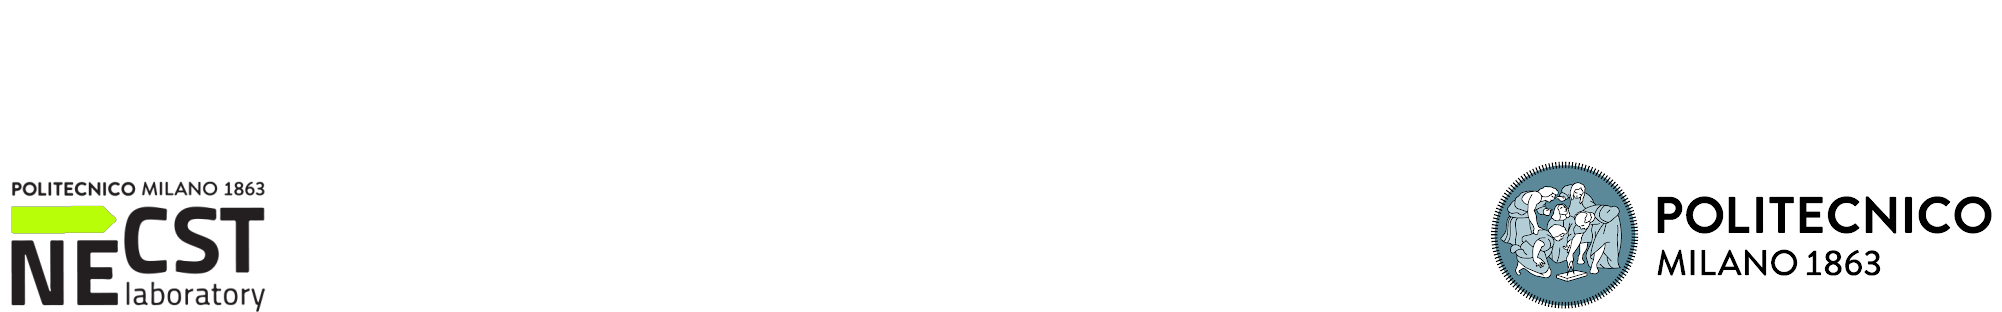 POLITECNICO MILANO 1863
NECST
laboratory
POLITECNICO
MILANO 1863